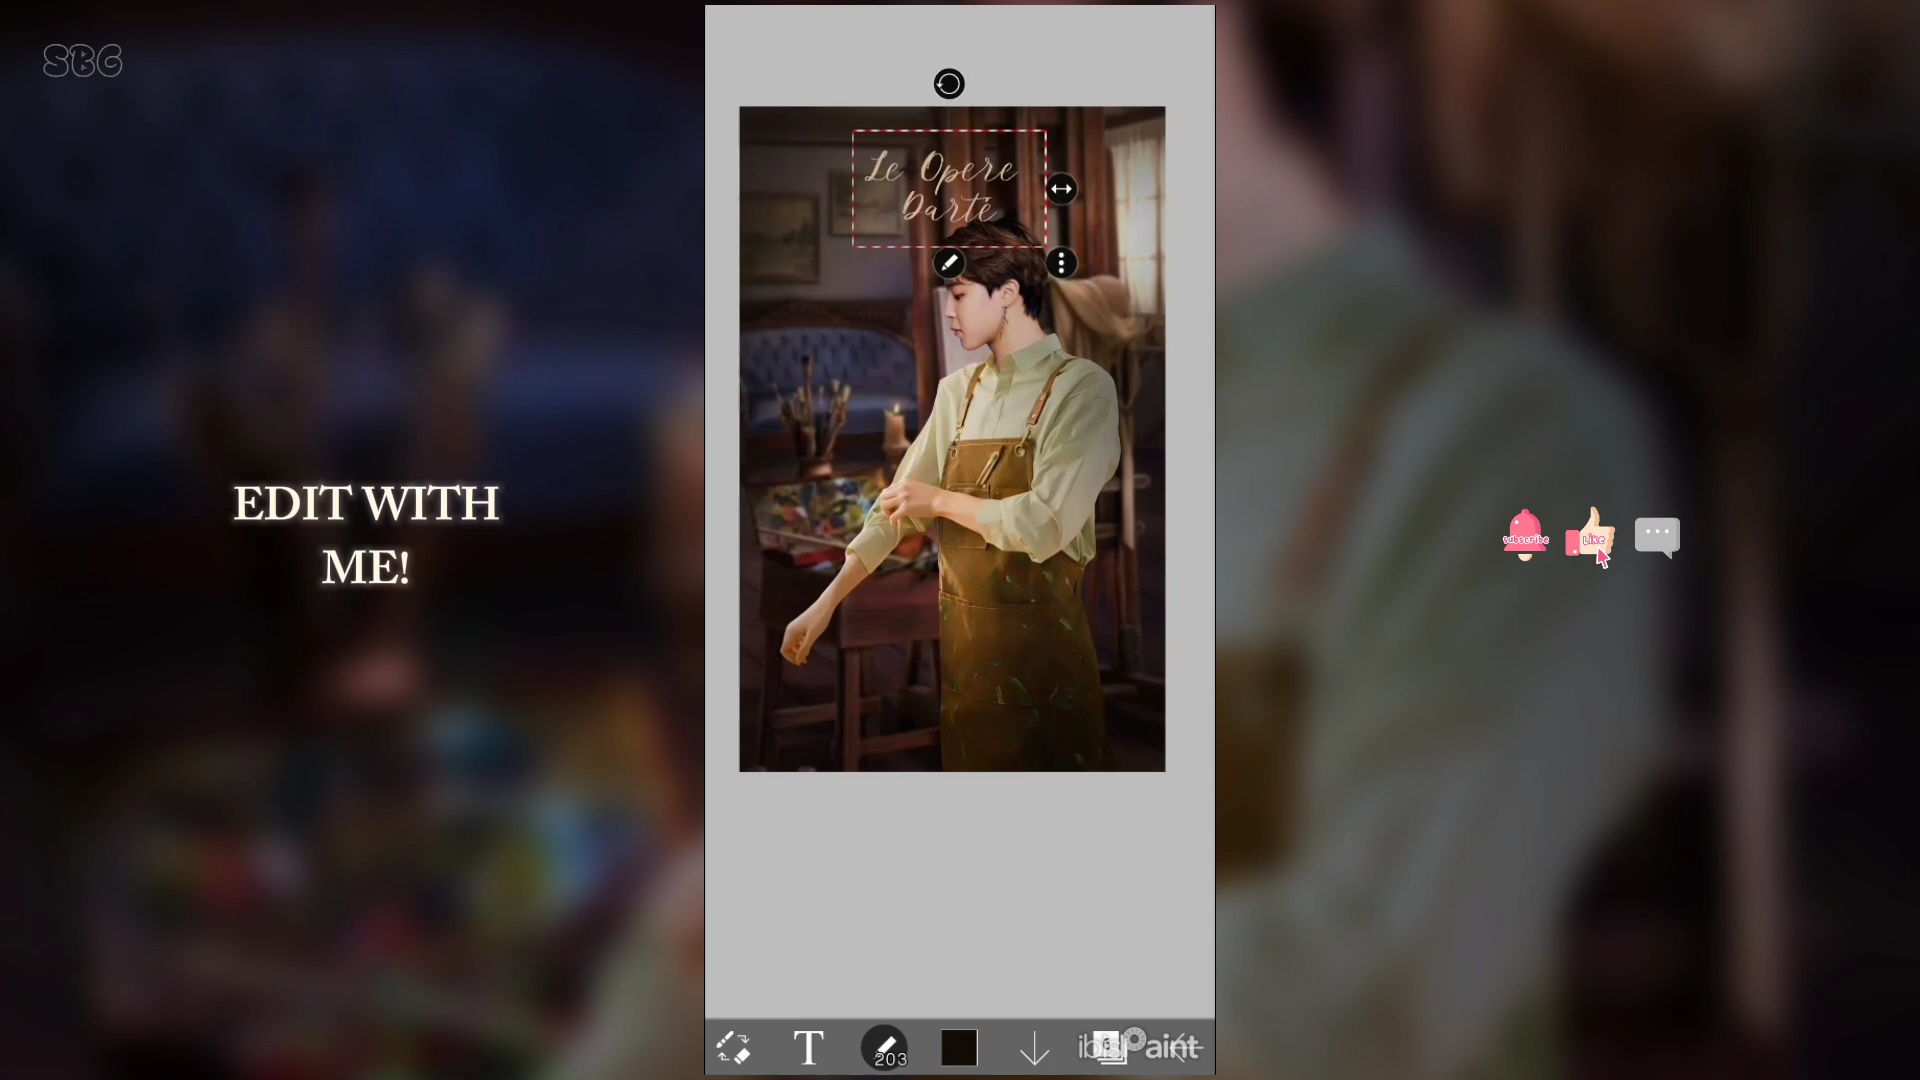 SBG
Le Opere
Darte
EDIT WITH
ME!
subscribe
LIKE
T
203
ibisPaint